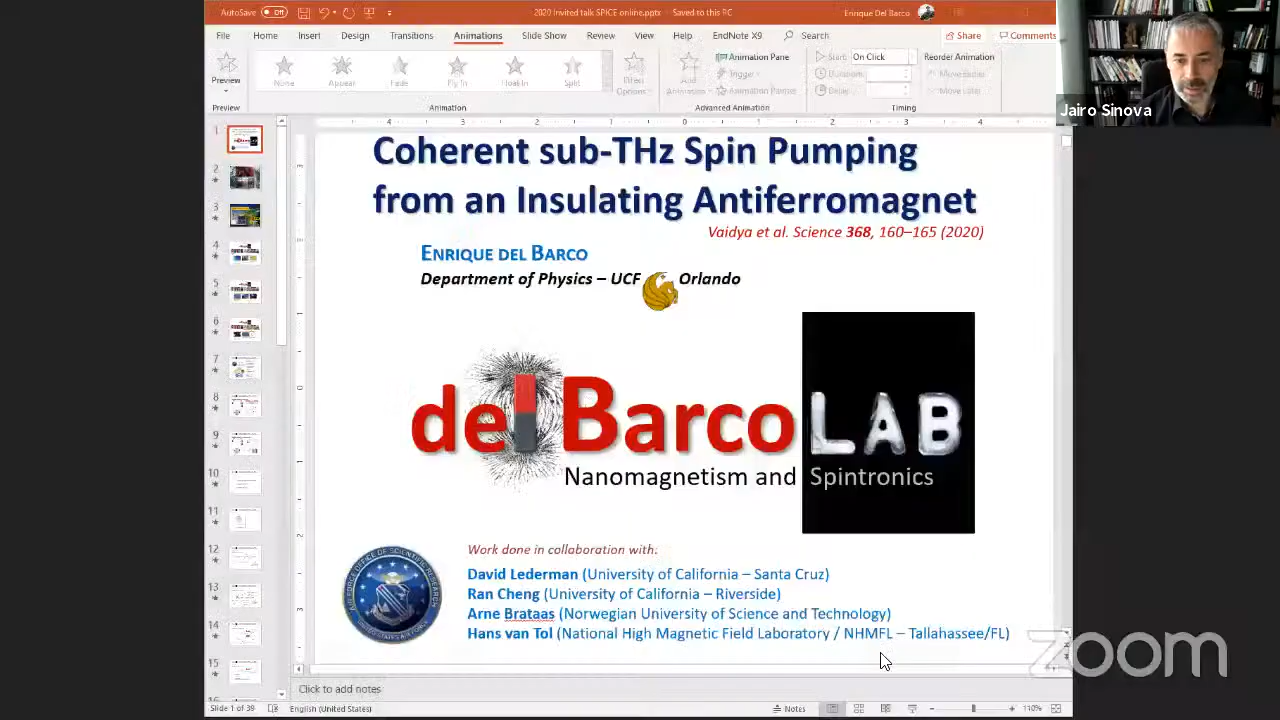 AutoSave Off
2020 Invited talk SPICE online.pptx - Saved to this PC
Enrique Del Barco
File Home Insert Design Transitions Animations Slide Show Review View Help EndNote X9 Search Share Comments
Preview
None Appear Fade Fly In Float In Split
Effect Options
Add Animation
Animation Pane
Trigger
Animation Painter
Start: On Click
Duration:
Delay:
Reorder Animation
Move Earlier
Move Later
Preview Animation Advanced Animation Timing
Jairo Sinova
Coherent sub-THz Spin Pumping
from an Insulating Antiferromagnet
Vaidya et al. Science 368, 160–165 (2020)
ENRIQUE DEL BARCO
Department of Physics – UCF Orlando
del Barco LAB
Nanomagnetism and Spintronics
Work done in collaboration with:
David Lederman (University of California – Santa Cruz)
Ran Cheng (University of California – Riverside)
Arne Brataas (Norwegian University of Science and Technology)
Hans van Tol (National High Magnetic Field Laboratory / NHMFL – Tallahassee/FL)
zoom
Click to add notes
Slide 1 of 39 English (United States) Notes 110%